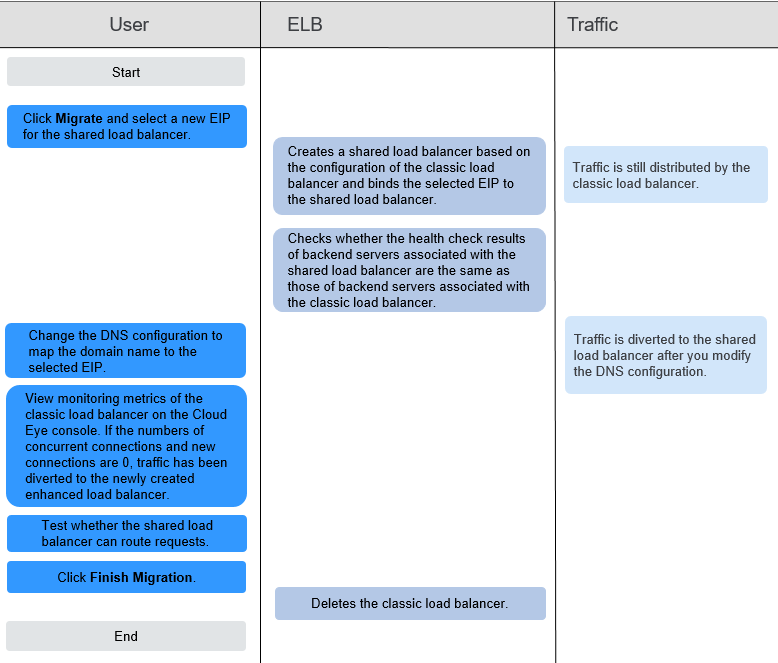 User
ELB
Traffic
Start
Click Migrate and select a new EIP
for the shared load balancer.
Creates a shared load balancer based on
the configuration of the classic load
balancer and binds the selected EIP to
the shared load balancer.
Traffic is still distributed by the
classic load balancer.
Checks whether the health check results
of backend servers associated with the
shared load balancer are the same as
those of backend servers associated with
the classic load balancer.
Change the DNS configuration to
map the domain name to the
selected EIP.
Traffic is diverted to the shared
load balancer after you modify
the DNS configuration.
View monitoring metrics of the
classic load balancer on the Cloud
Eye console. If the numbers of
concurrent connections and new
connections are 0, traffic has been
diverted to the newly created
enhanced load balancer.
Test whether the shared load
balancer can route requests.
Click Finish Migration.
Deletes the classic load balancer.
End